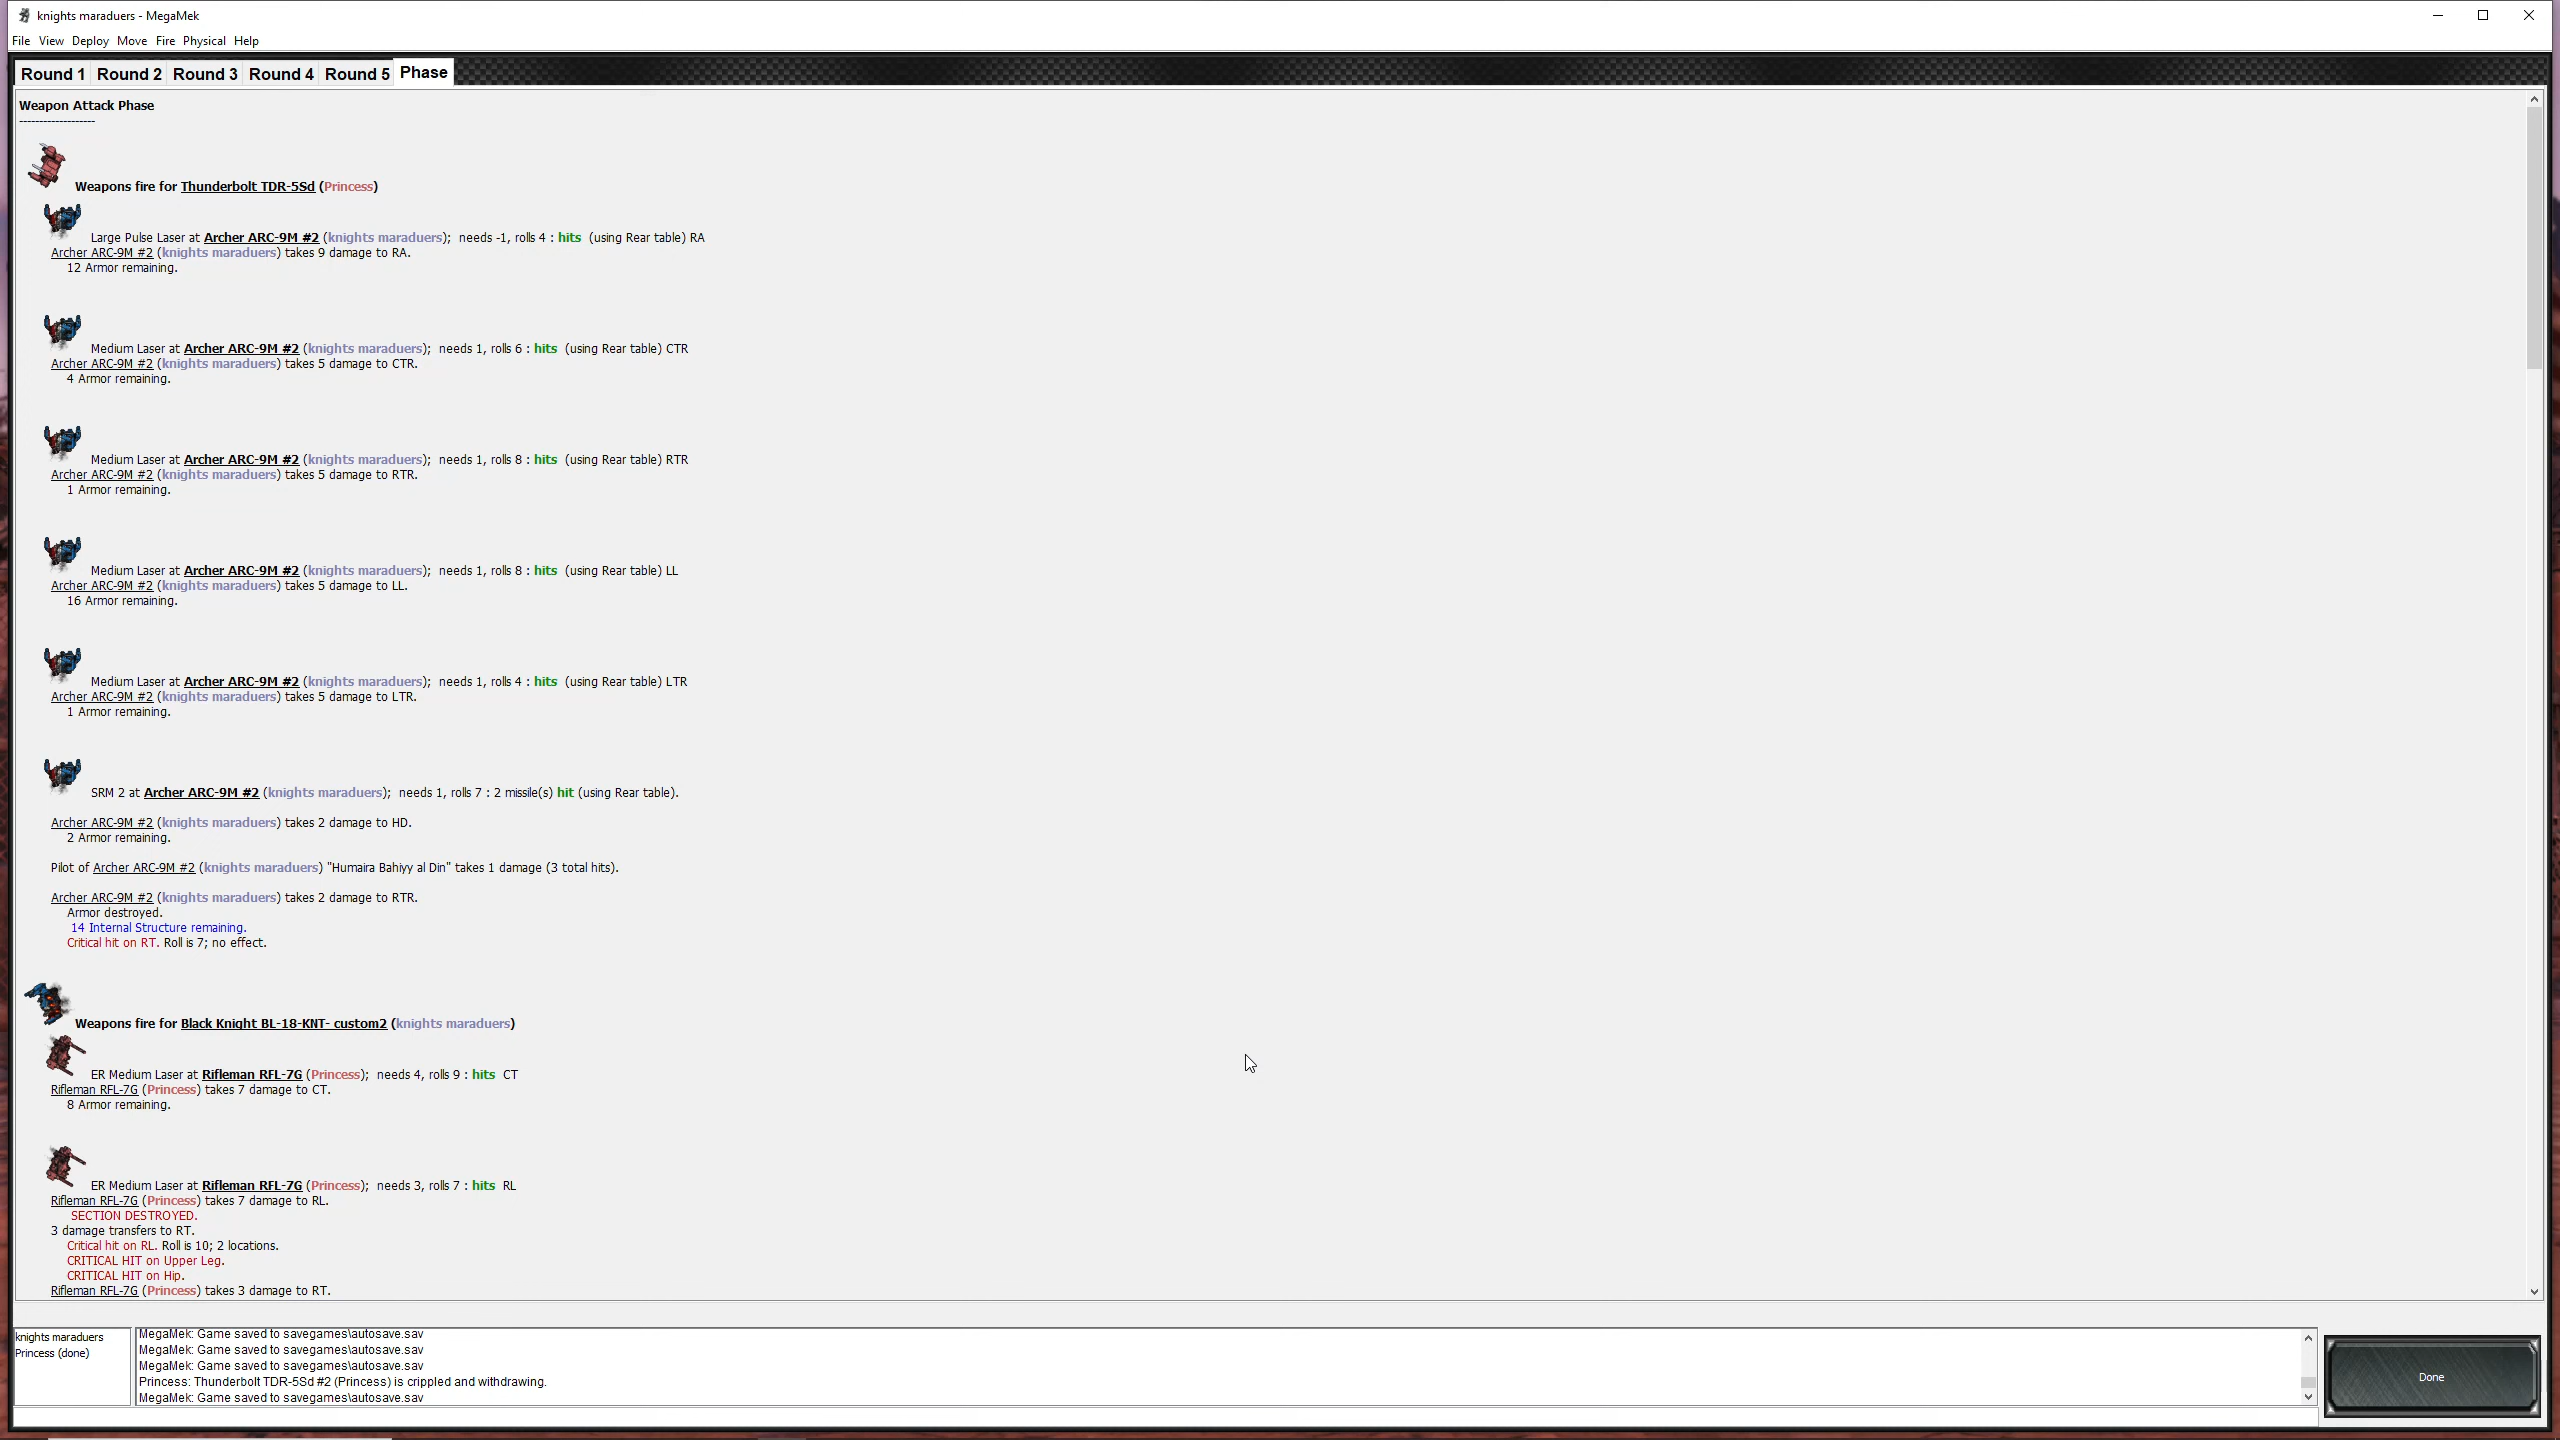 knights maraduers - MegaMek
File View Deploy Move Fire Physical Help
Round 1 Round 2 Round 3 Round 4 Round 5 Phase
Weapon Attack Phase
-------------------
Weapons fire for Thunderbolt TDR-5Sd (Princess)
Large Pulse Laser at Archer ARC-9M #2 (knights maraduers); needs -1, rolls 4 : hits (using Rear table) RA
Archer ARC-9M #2 (knights maraduers) takes 9 damage to RA.
12 Armor remaining.
Medium Laser at Archer ARC-9M #2 (knights maraduers); needs 1, rolls 6 : hits (using Rear table) CTR
Archer ARC-9M #2 (knights maraduers) takes 5 damage to CTR.
4 Armor remaining.
Medium Laser at Archer ARC-9M #2 (knights maraduers); needs 1, rolls 8 : hits (using Rear table) RTR
Archer ARC-9M #2 (knights maraduers) takes 5 damage to RTR.
1 Armor remaining.
Medium Laser at Archer ARC-9M #2 (knights maraduers); needs 1, rolls 8 : hits (using Rear table) LL
Archer ARC-9M #2 (knights maraduers) takes 5 damage to LL.
16 Armor remaining.
Medium Laser at Archer ARC-9M #2 (knights maraduers); needs 1, rolls 4 : hits (using Rear table) LTR
Archer ARC-9M #2 (knights maraduers) takes 5 damage to LTR.
1 Armor remaining.
SRM 2 at Archer ARC-9M #2 (knights maraduers); needs 1, rolls 7 : 2 missile(s) hit (using Rear table).
Archer ARC-9M #2 (knights maraduers) takes 2 damage to HD.
2 Armor remaining.
Pilot of Archer ARC-9M #2 (knights maraduers) "Humaira Bahiyy al Din" takes 1 damage (3 total hits).
Archer ARC-9M #2 (knights maraduers) takes 2 damage to RTR.
Armor destroyed.
14 Internal Structure remaining.
Critical hit on RT. Roll is 7; no effect.
Weapons fire for Black Knight BL-18-KNT- custom2 (knights maraduers)
ER Medium Laser at Rifleman RFL-7G (Princess); needs 4, rolls 9 : hits CT
Rifleman RFL-7G (Princess) takes 7 damage to CT.
8 Armor remaining.
ER Medium Laser at Rifleman RFL-7G (Princess); needs 3, rolls 7 : hits RL
Rifleman RFL-7G (Princess) takes 7 damage to RL.
SECTION DESTROYED.
3 damage transfers to RT.
Critical hit on RL. Roll is 10; 2 locations.
CRITICAL HIT on Upper Leg.
CRITICAL HIT on Hip.
Rifleman RFL-7G (Princess) takes 3 damage to RT.
knights maraduers
Princess (done)
MegaMek: Game saved to savegames\autosave.sav
MegaMek: Game saved to savegames\autosave.sav
MegaMek: Game saved to savegames\autosave.sav
Princess: Thunderbolt TDR-5Sd #2 (Princess) is crippled and withdrawing.
MegaMek: Game saved to savegames\autosave.sav
Done